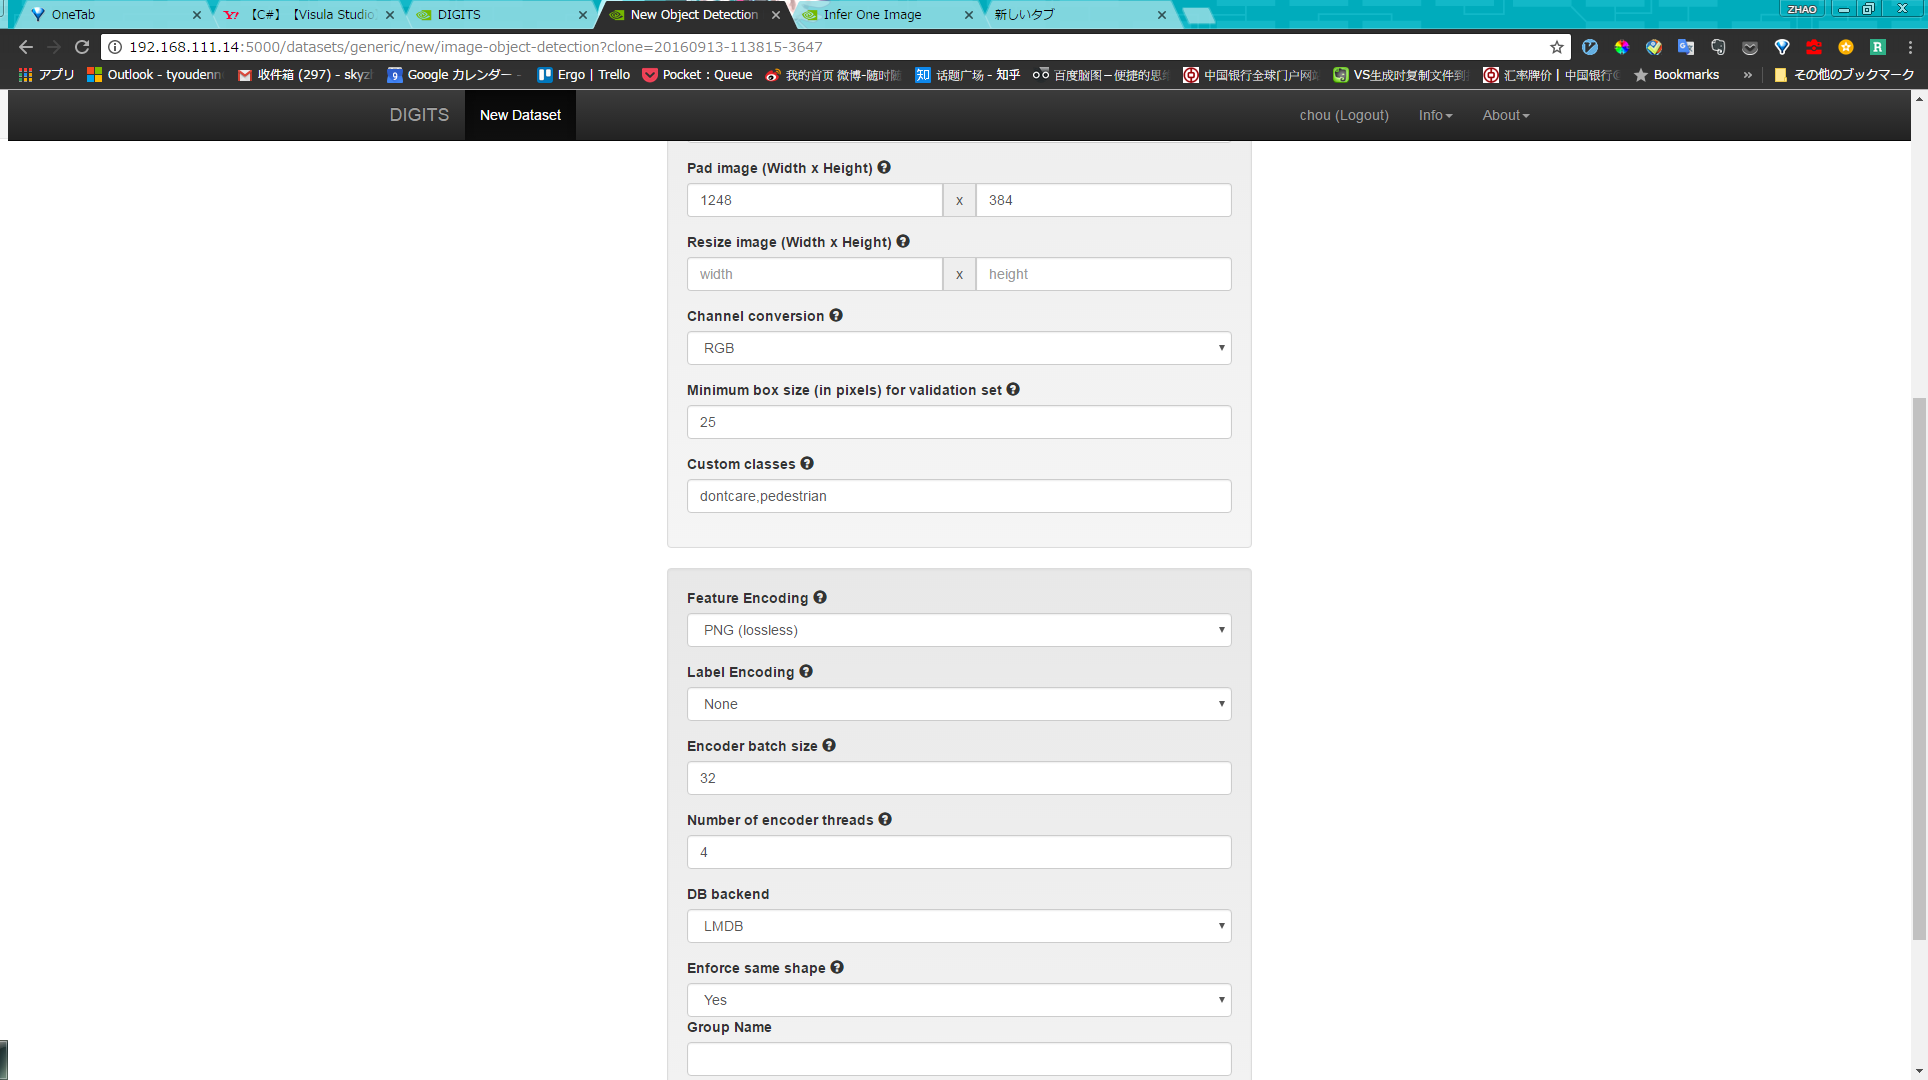 OneTab
【C#】【Visula Studio
DIGITS
New Object Detection
Infer One Image
新しいタブ
ZHAO
192.168.111.14:5000/datasets/generic/new/image-object-detection?clone=20160913-113815-3647
アプリ
Outlook - tyoudenn
收件箱 (297) - skyz
Google カレンダー -
Ergo | Trello
Pocket : Queue
我的首页 微博-随时随
话题广场 - 知乎
百度脑图－便捷的思
中国银行全球门户网
VS生成时复制文件到
汇率牌价 | 中国银行
Bookmarks
»
その他のブックマーク
DIGITS
New Dataset
chou (Logout)
Info
About
Pad image (Width x Height)
1248 x 384
Resize image (Width x Height)
width x height
Channel conversion
RGB
Minimum box size (in pixels) for validation set
25
Custom classes
dontcare,pedestrian
Feature Encoding
PNG (lossless)
Label Encoding
None
Encoder batch size
32
Number of encoder threads
4
DB backend
LMDB
Enforce same shape
Yes
Group Name